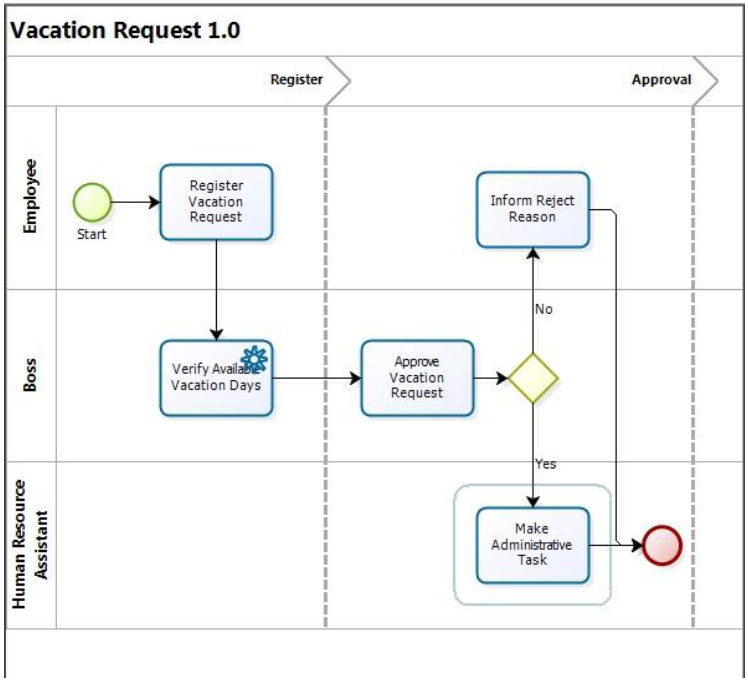 Vacation Request 1.0
Register
Approval
Employee
Start
Register
Vacation
Request
Inform Reject
Reason
No
Boss
Verify Available
Vacation Days
Approve
Vacation
Request
Yes
Human Resource
Assistant
Make
Administrative
Task